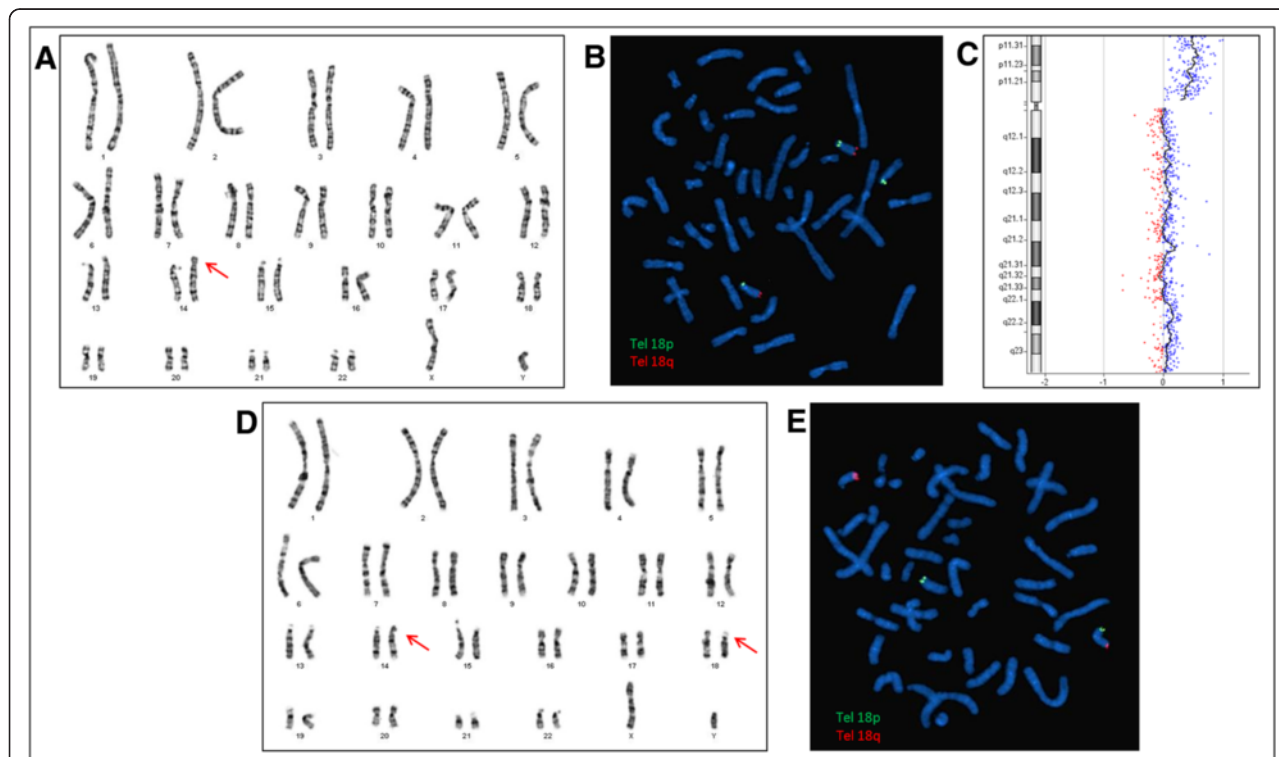 A
1 2 3 4 5
6 7 8 9 10 11 12
13 14 15 16 17 18
19 20 21 22 X Y
B
Tel 18p
Tel 18q
C
p11.31
p11.23
p11.21
q12.1
q12.2
q12.3
q21.1
q21.2
q21.31
q21.32
q21.33
q22.1
q22.2
q23
-2 -1 0 1
D
1 2 3 4 5
6 7 8 9 10 11 12
13 14 15 16 17 18
19 20 21 22 X Y
E
Tel 18p
Tel 18q